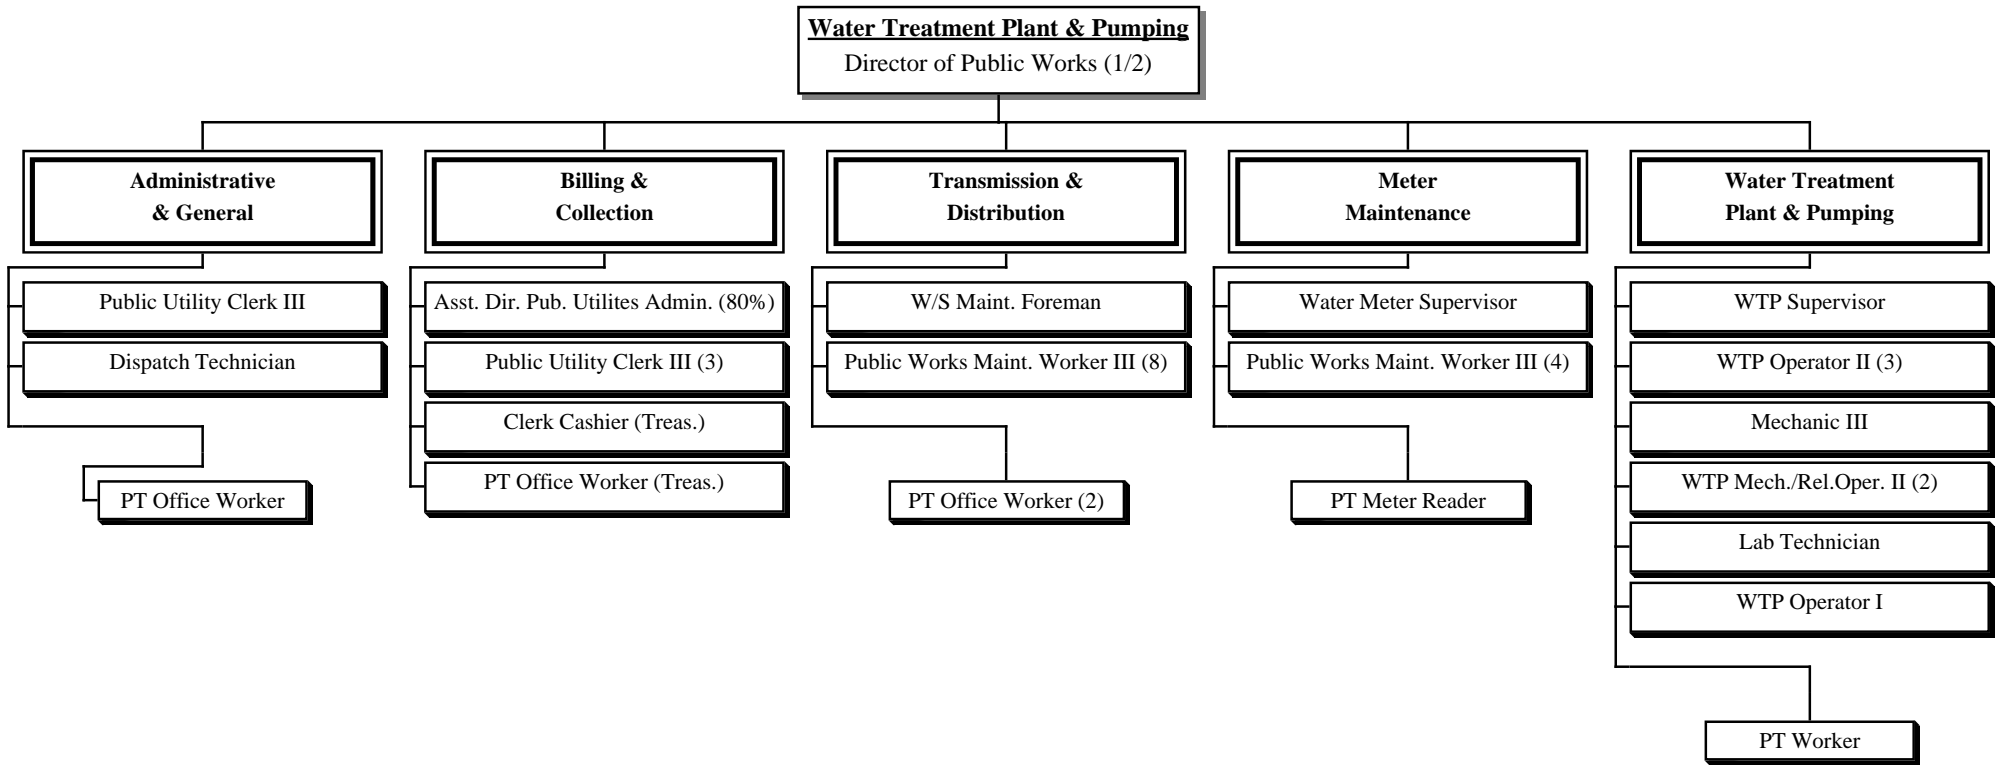 Water Treatment Plant & Pumping
Director of Public Works (1/2)
Administrative
& General
Public Utility Clerk III
Dispatch Technician
PT Office Worker
Billing &
Collection
Asst. Dir. Pub. Utilites Admin. (80%)
Public Utility Clerk III (3)
Clerk Cashier (Treas.)
PT Office Worker (Treas.)
Transmission &
Distribution
W/S Maint. Foreman
Public Works Maint. Worker III (8)
PT Office Worker (2)
Meter
Maintenance
Water Meter Supervisor
Public Works Maint. Worker III (4)
PT Meter Reader
Water Treatment
Plant & Pumping
WTP Supervisor
WTP Operator II (3)
Mechanic III
WTP Mech./Rel.Oper. II (2)
Lab Technician
WTP Operator I
PT Worker